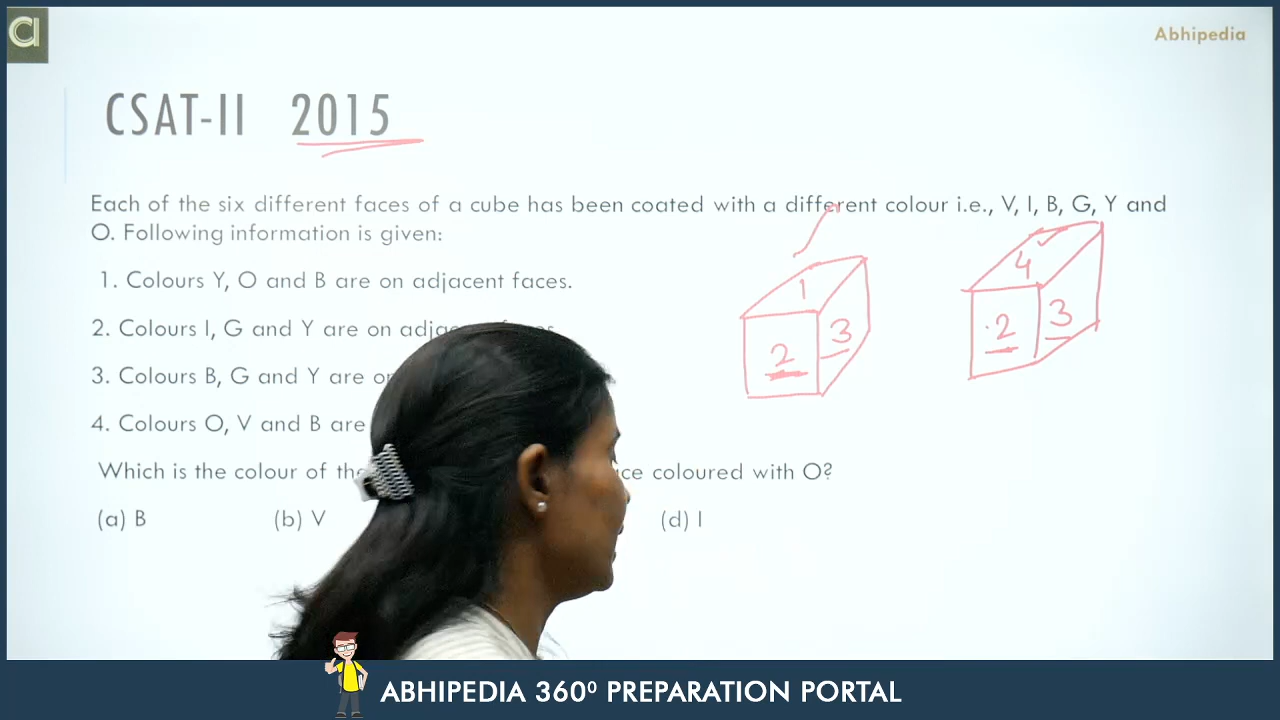 a
Abhipedia
CSAT-II 2015
Each of the six different faces of a cube has been coated with a different colour i.e., V, I, B, G, Y and
O. Following information is given:
1. Colours Y, O and B are on adjacent faces.
2. Colours I, G and Y are on
3. Colours B, G and Y are
4. Colours O, V and B are
Which is the colour of the coloured with O?
(a) B (b) V (d) I
1
2 3
4
2 3
ABHIPEDIA 360⁰ PREPARATION PORTAL